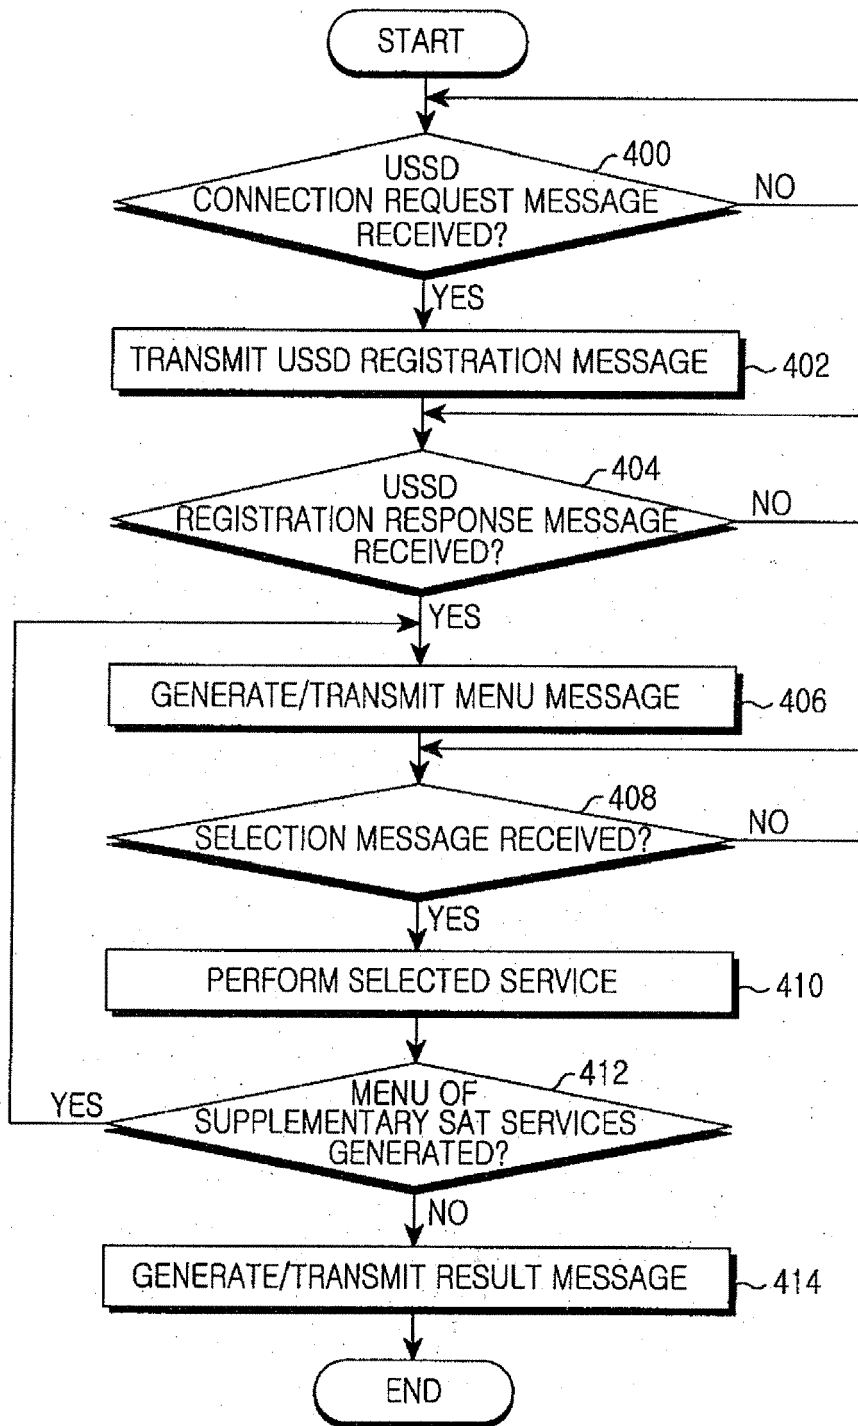 START
400
USSD
CONNECTION REQUEST MESSAGE
RECEIVED?
NO
YES
TRANSMIT USSD REGISTRATION MESSAGE
402
404
USSD
REGISTRATION RESPONSE MESSAGE
RECEIVED?
NO
YES
GENERATE/TRANSMIT MENU MESSAGE
406
408
SELECTION MESSAGE RECEIVED?
NO
YES
PERFORM SELECTED SERVICE
410
412
MENU OF
SUPPLEMENTARY SAT SERVICES
GENERATED?
YES
NO
GENERATE/TRANSMIT RESULT MESSAGE
414
END